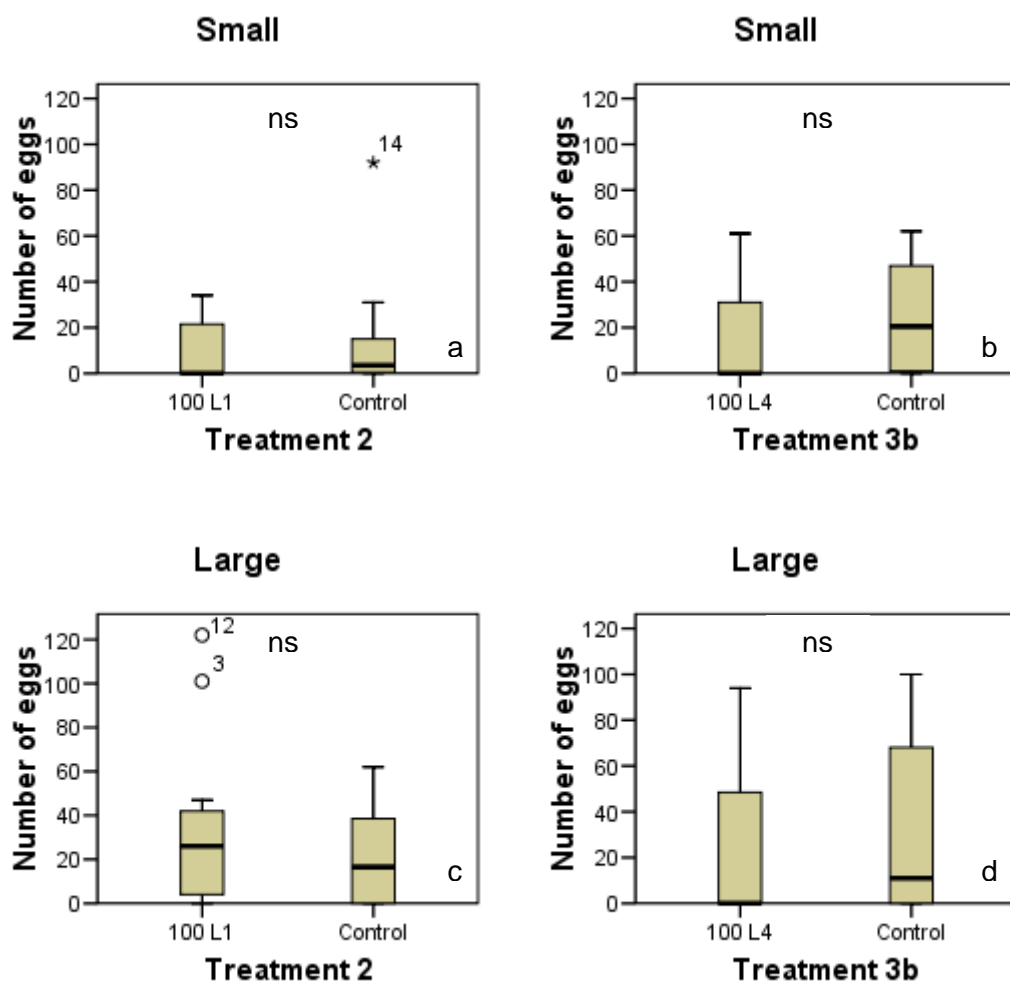 Small
Number of eggs
120
100
80
60
40
20
0
ns
14
a
100 L1
Control
Treatment 2
Small
Number of eggs
120
100
80
60
40
20
0
ns
b
100 L4
Control
Treatment 3b
Large
Number of eggs
120
100
80
60
40
20
0
12
3
ns
c
100 L1
Control
Treatment 2
Large
Number of eggs
120
100
80
60
40
20
0
ns
d
100 L4
Control
Treatment 3b